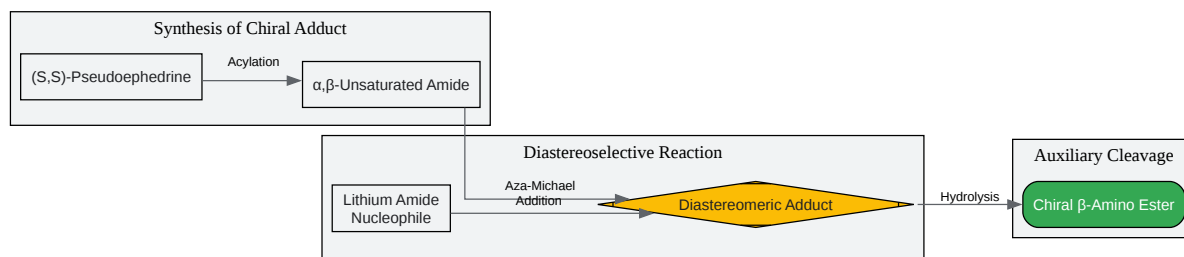 Synthesis of Chiral Adduct
(S,S)-Pseudoephedrine
Acylation
α,β-Unsaturated Amide
Diastereoselective Reaction
Lithium Amide
Nucleophile
Aza-Michael
Addition
Diastereomeric Adduct
Hydrolysis
Auxiliary Cleavage
Chiral β-Amino Ester